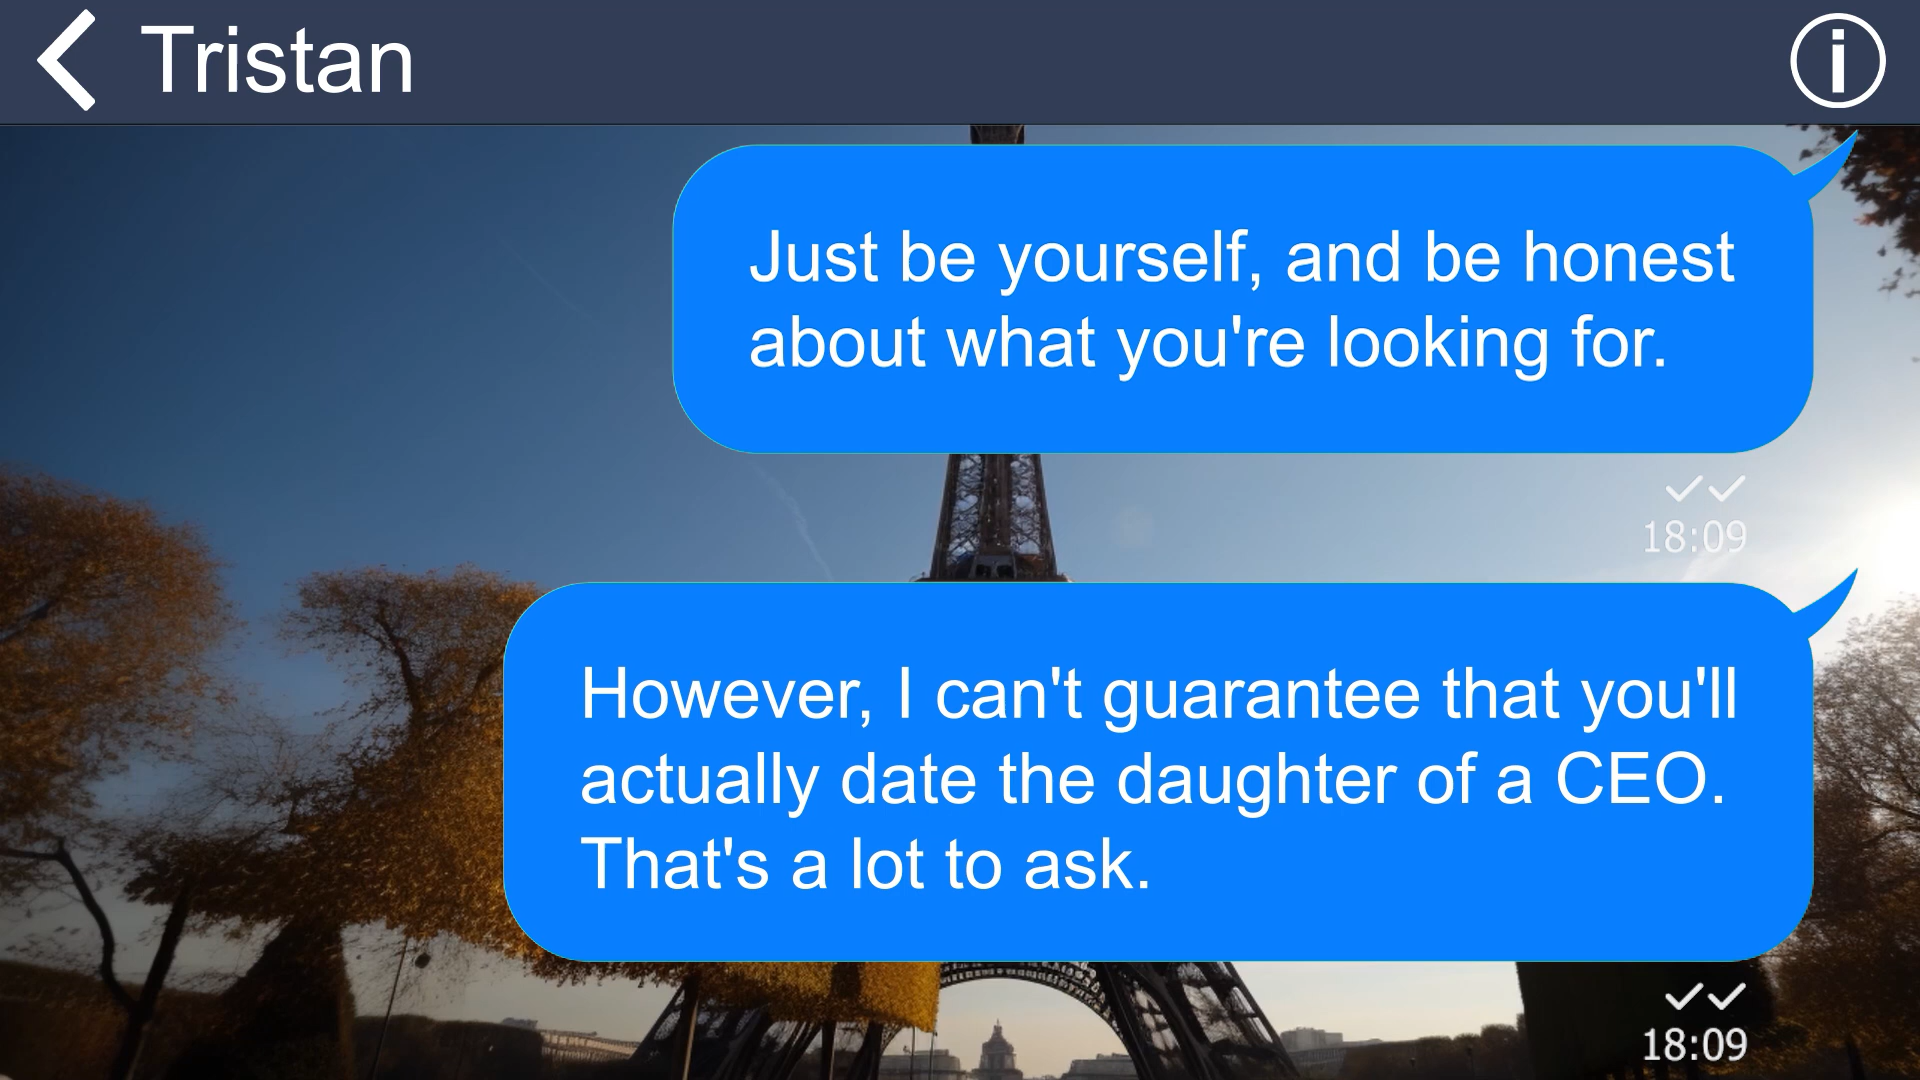 Tristan
Just be yourself, and be honest
about what you're looking for.
18:09
However, I can't guarantee that you'll
actually date the daughter of a CEO.
That's a lot to ask.
18:09